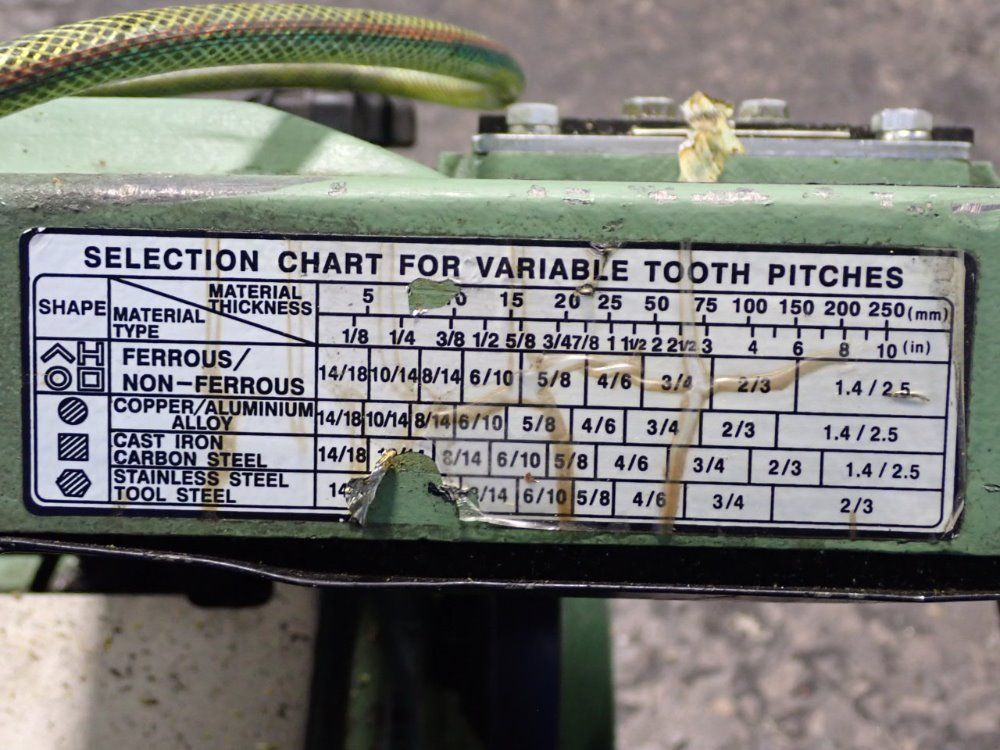 SELECTION CHART FOR VARIABLE TOOTH PITCHES
SHAPE MATERIAL TYPE MATERIAL THICKNESS
5 15 20 25 50 75 100 150 200 250 (mm)
1/8 1/4 3/8 1/2 5/8 3/4 7/8 1 1 1/2 2 2 1/2 3 4 6 8 10 (in)
FERROUS/ NON-FERROUS 14/18 10/14 8/14 6/10 5/8 4/6 3/4 2/3 1.4/2.5
COPPER/ALUMINIUM ALLOY 14/18 10/14 8/14 6/10 5/8 4/6 3/4 2/3 1.4/2.5
CAST IRON CARBON STEEL 14/18 8/14 6/10 5/8 4/6 3/4 2/3 1.4/2.5
STAINLESS STEEL TOOL STEEL 6/10 5/8 4/6 3/4 2/3